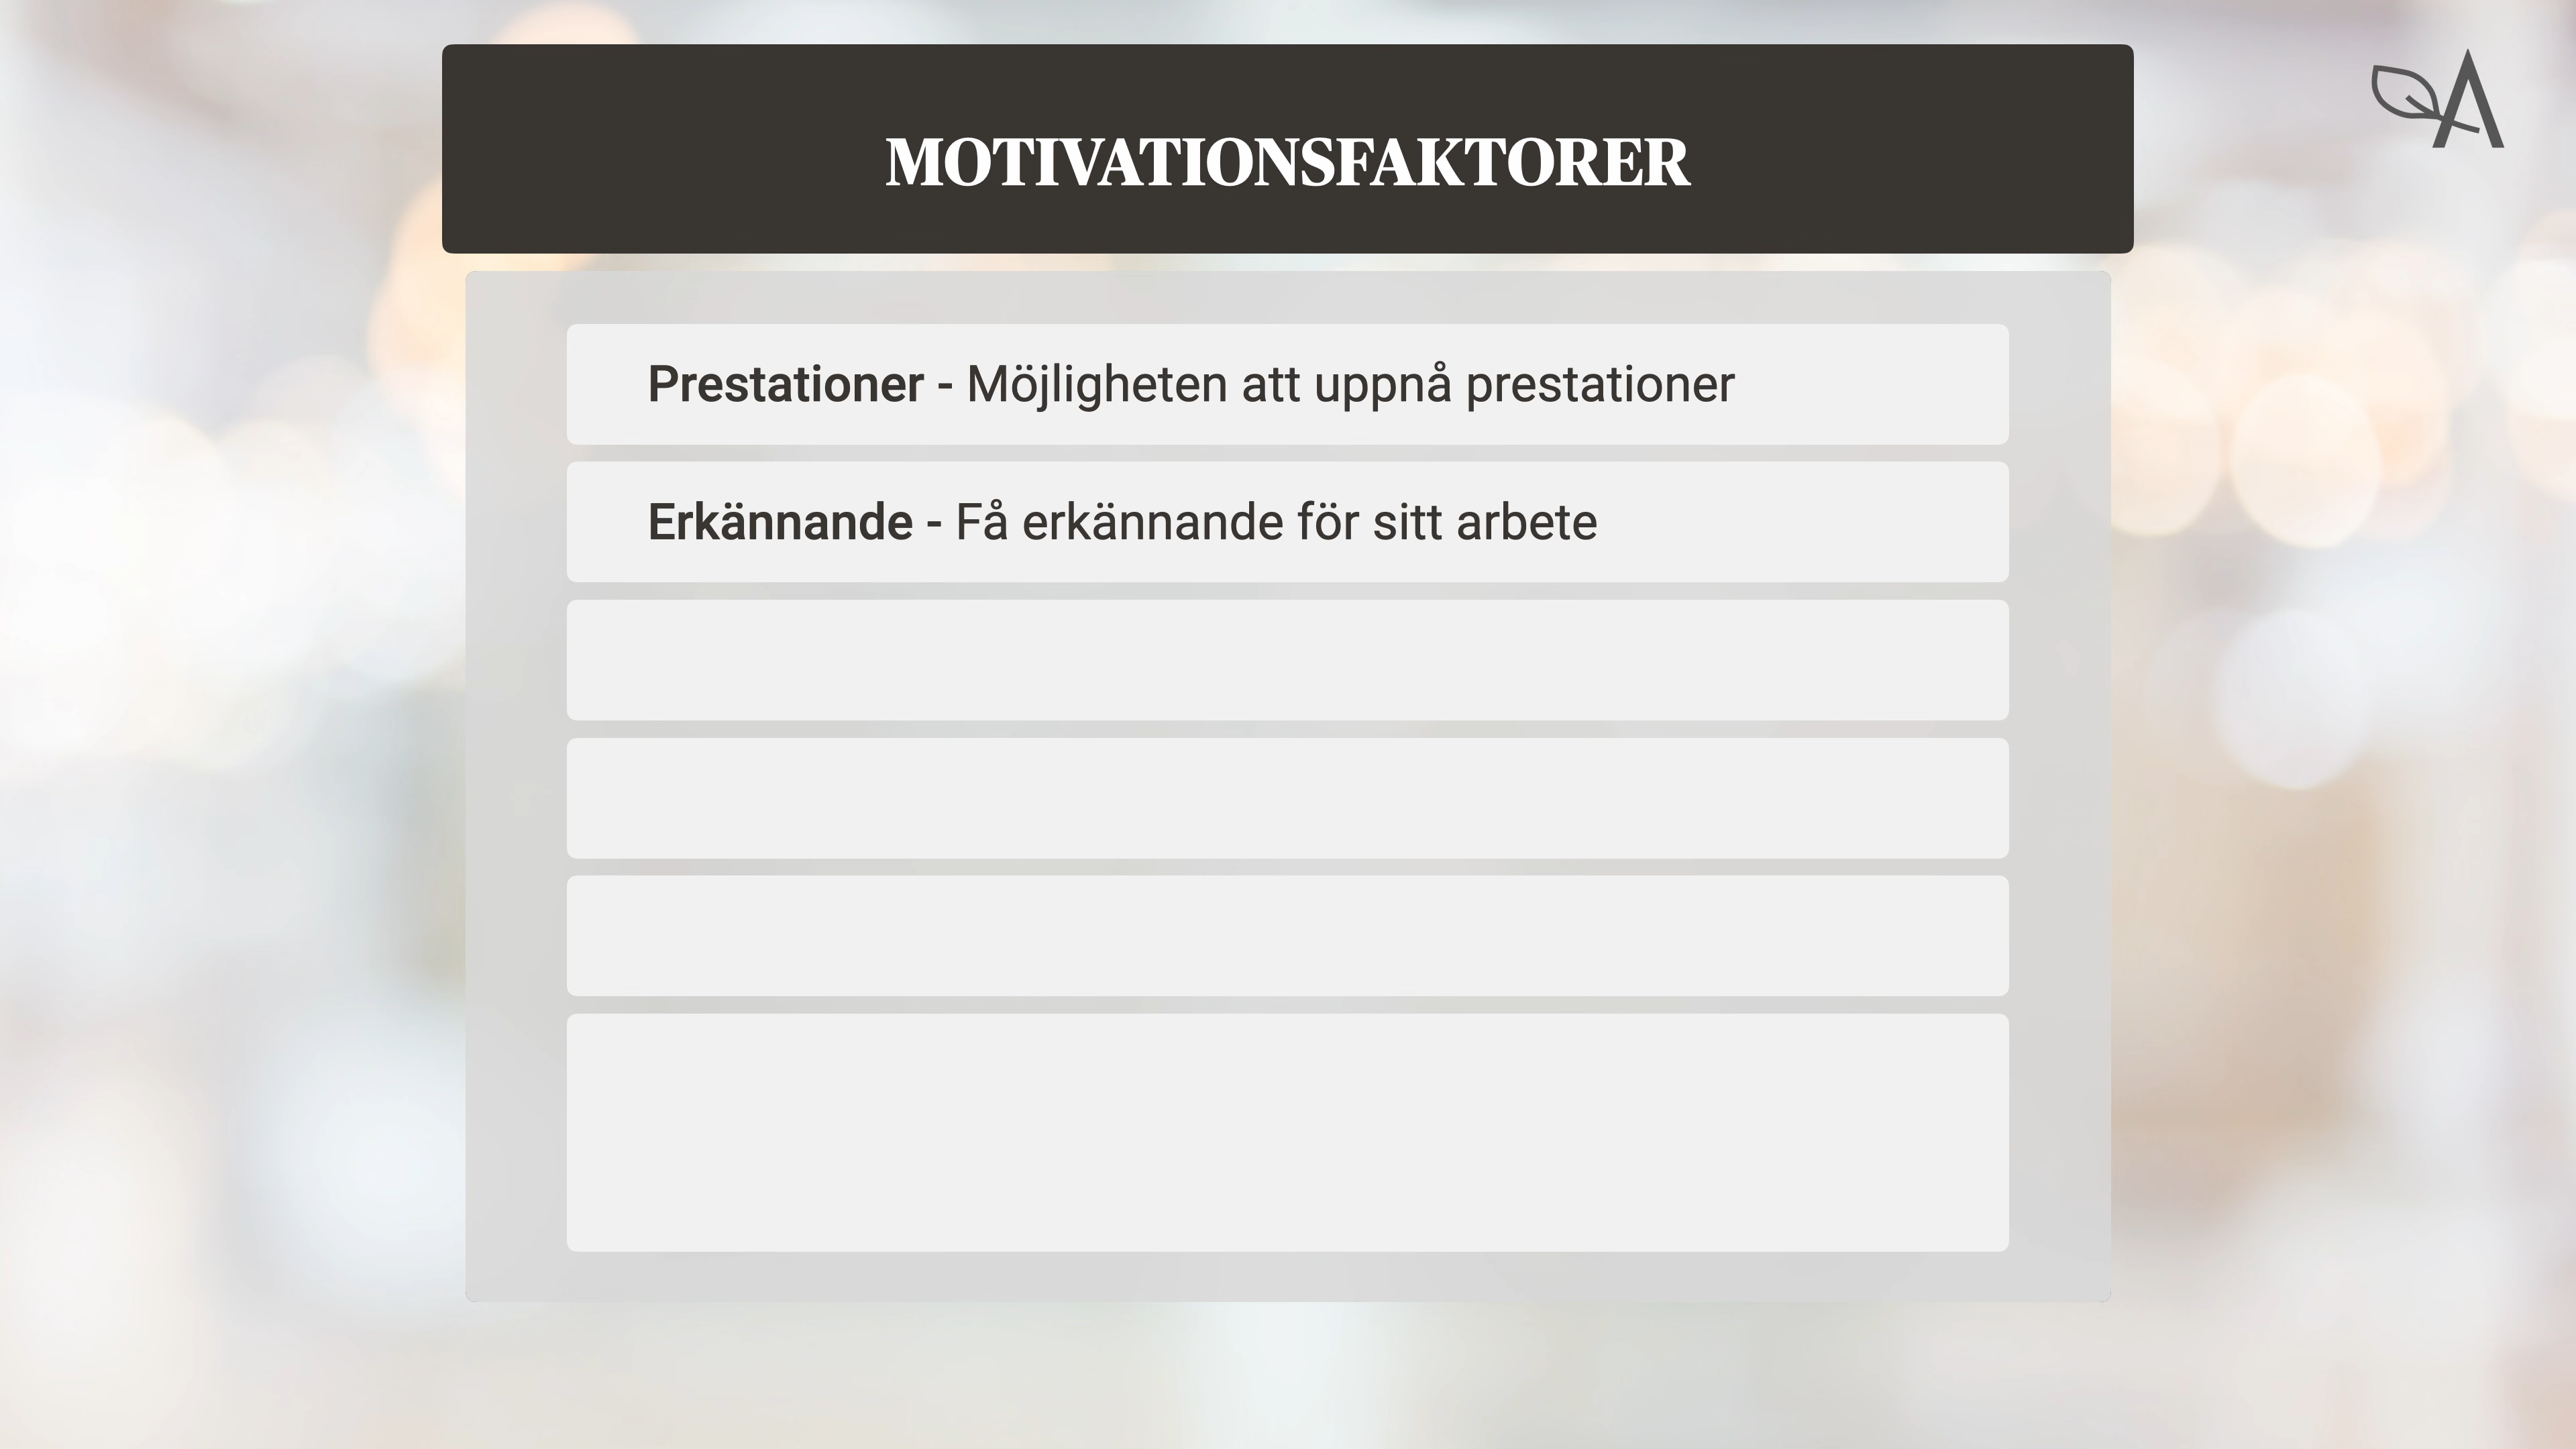 MOTIVATIONSFAKTORER
Prestationer - Möjligheten att uppnå prestationer
Erkännande - Få erkännande för sitt arbete